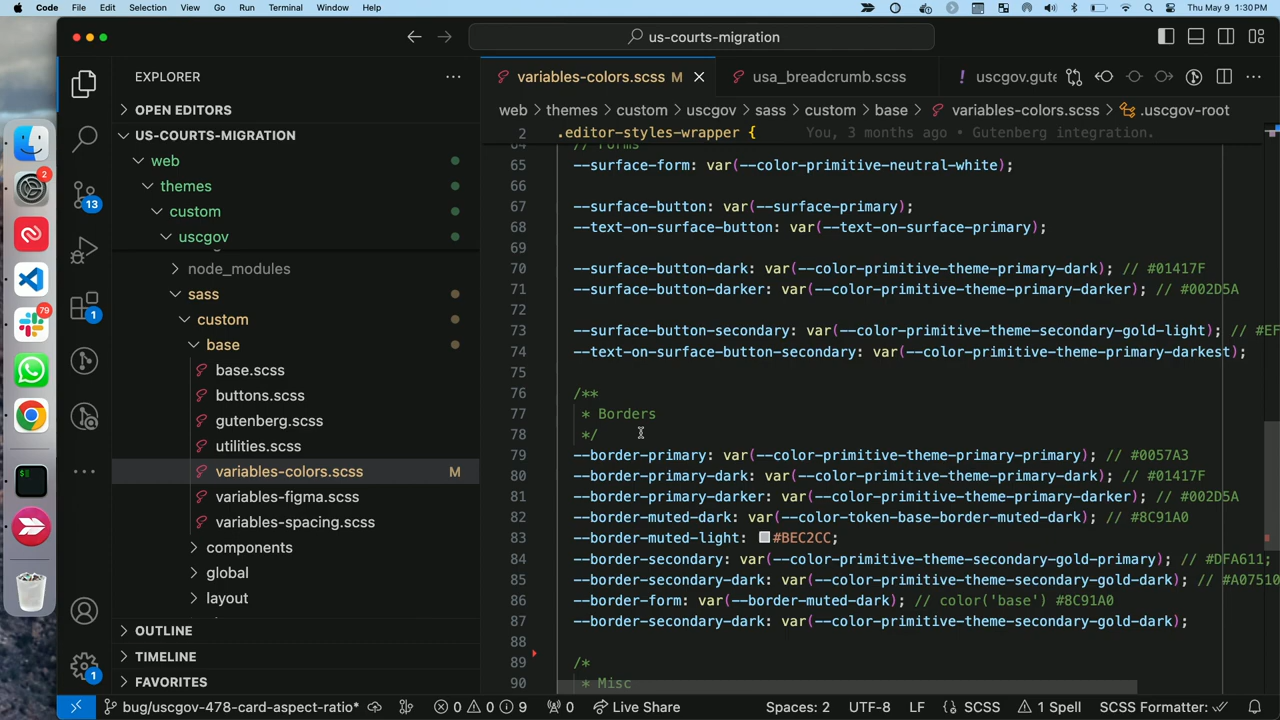 Code File Edit Selection View Go Run Terminal Window Help
Thu May 9 1:30 PM
us-courts-migration
EXPLORER
OPEN EDITORS
US-COURTS-MIGRATION
web
themes
custom
uscgov
node_modules
sass
custom
base
base.scss
buttons.scss
gutenberg.scss
utilities.scss
variables-colors.scss M
variables-figma.scss
variables-spacing.scss
components
global
layout
OUTLINE
TIMELINE
FAVORITES
2
79
13
1
1
variables-colors.scss M
usa_breadcrumb.scss
! uscgov.gute
web > themes > custom > uscgov > sass > custom > base > variables-colors.scss > .uscgov-root
2 .editor-styles-wrapper { You, 3 months ago • Gutenberg integration.
64 // Forms
65 --surface-form: var(--color-primitive-neutral-white);
66
67 --surface-button: var(--surface-primary);
68 --text-on-surface-button: var(--text-on-surface-primary);
69
70 --surface-button-dark: var(--color-primitive-theme-primary-dark); // #01417F
71 --surface-button-darker: var(--color-primitive-theme-primary-darker); // #002D5A
72
73 --surface-button-secondary: var(--color-primitive-theme-secondary-gold-light); // #EF
74 --text-on-surface-button-secondary: var(--color-primitive-theme-primary-darkest);
75
76 /**
77 * Borders
78 */
79 --border-primary: var(--color-primitive-theme-primary-primary); // #0057A3
80 --border-primary-dark: var(--color-primitive-theme-primary-dark); // #01417F
81 --border-primary-darker: var(--color-primitive-theme-primary-darker); // #002D5A
82 --border-muted-dark: var(--color-token-base-border-muted-dark); // #8C91A0
83 --border-muted-light: #BEC2CC;
84 --border-secondary: var(--color-primitive-theme-secondary-gold-primary); // #DFA611;
85 --border-secondary-dark: var(--color-primitive-theme-secondary-gold-dark); // #A07510
86 --border-form: var(--border-muted-dark); // color('base') #8C91A0
87 --border-secondary-dark: var(--color-primitive-theme-secondary-gold-dark);
88
89 /*
90 * Misc
bug/uscgov-478-card-aspect-ratio* 0 0 9 0 Live Share Spaces: 2 UTF-8 LF {} SCSS 1 Spell SCSS Formatter: